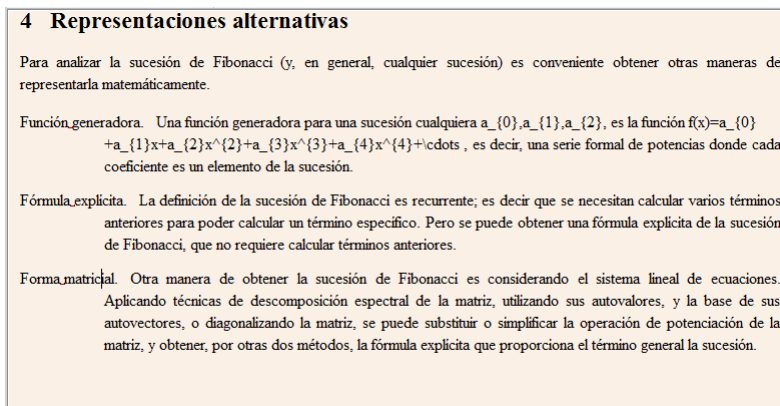 4 Representaciones alternativas
Para analizar la sucesión de Fibonacci (y, en general, cualquier sucesión) es conveniente obtener otras maneras de
representarla matemáticamente.
Función generadora. Una función generadora para una sucesión cualquiera a_{0},a_{1},a_{2}, es la función f(x)=a_{0}
+a_{1}x+a_{2}x^{2}+a_{3}x^{3}+a_{4}x^{4}+\cdots , es decir, una serie formal de potencias donde cada
coeficiente es un elemento de la sucesión.
Fórmula explícita. La definición de la sucesión de Fibonacci es recurrente; es decir que se necesitan calcular varios términos
anteriores para poder calcular un término específico. Pero se puede obtener una fórmula explícita de la sucesión
de Fibonacci, que no requiere calcular términos anteriores.
Forma matricial. Otra manera de obtener la sucesión de Fibonacci es considerando el sistema lineal de ecuaciones.
Aplicando técnicas de descomposición espectral de la matriz, utilizando sus autovalores, y la base de sus
autovectores, o diagonalizando la matriz, se puede substituir o simplificar la operación de potenciación de la
matriz, y obtener, por otras dos métodos, la fórmula explícita que proporciona el término general la sucesión.